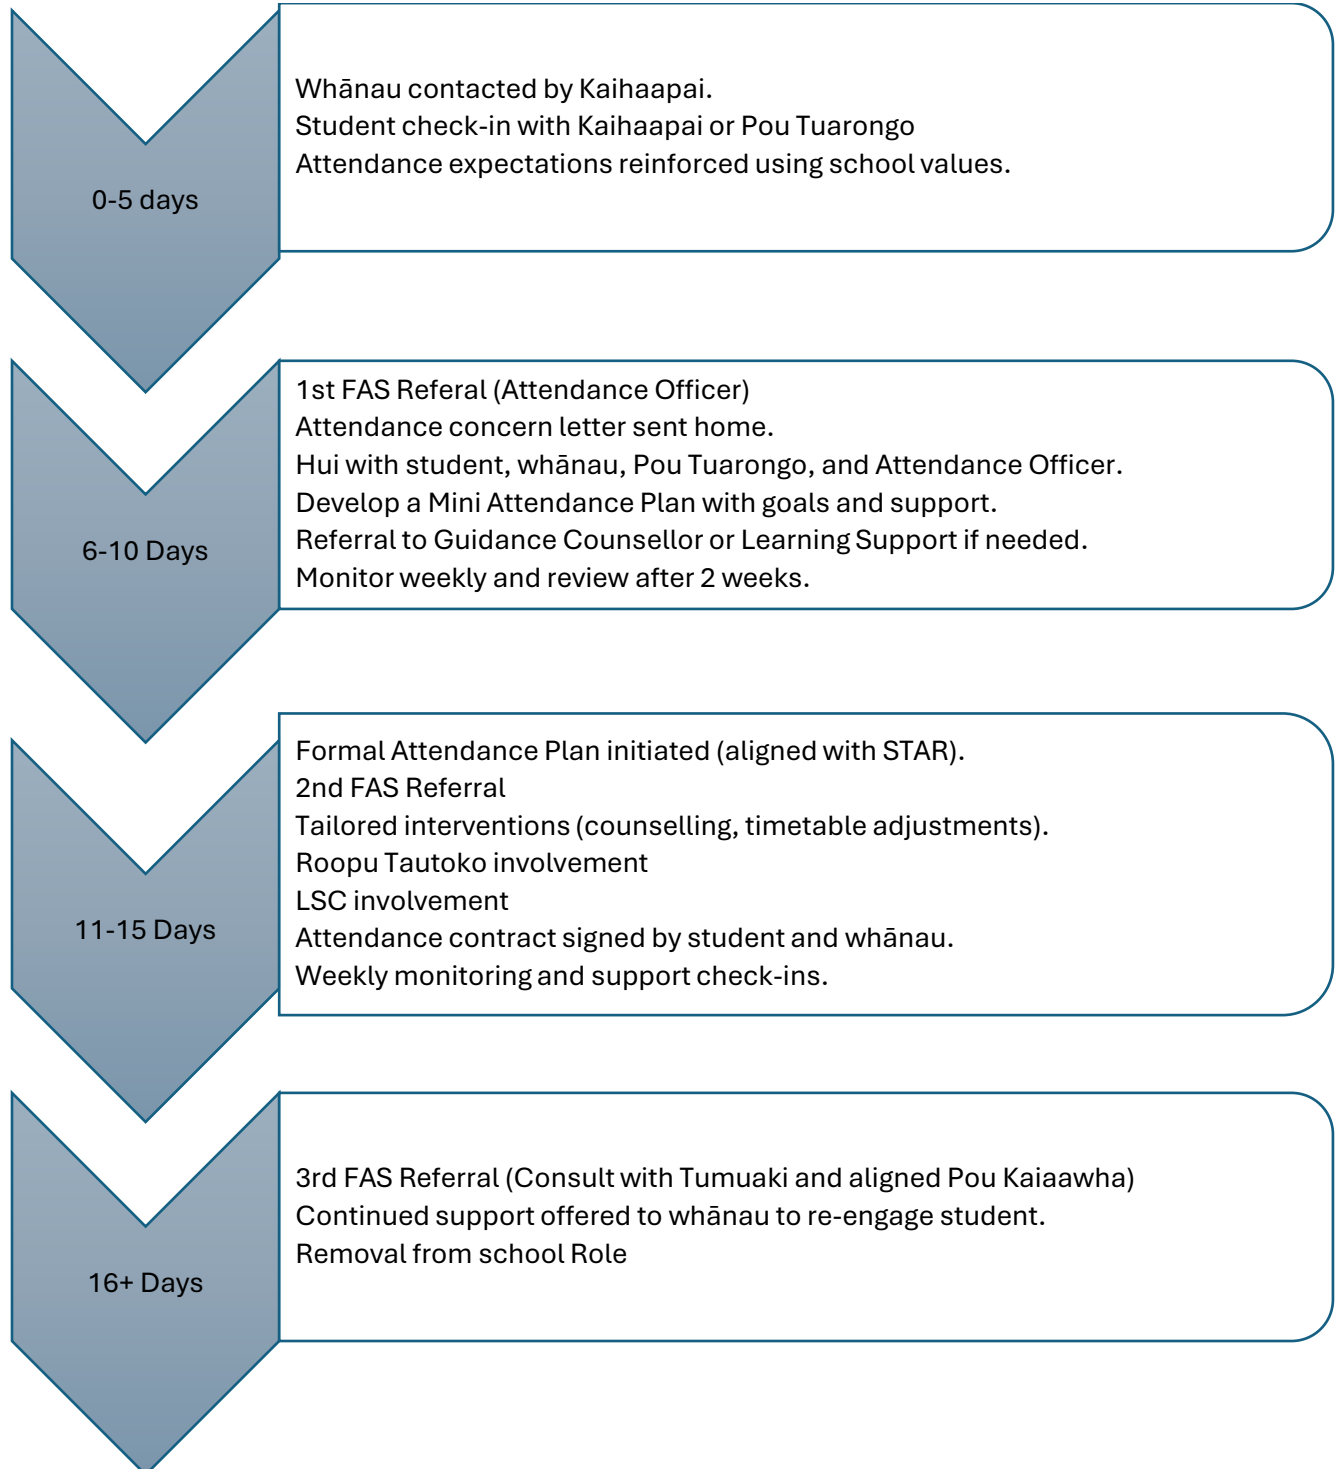 0-5 days
Whānau contacted by Kaihaapai.
Student check-in with Kaihaapai or Pou Tuarongo
Attendance expectations reinforced using school values.
6-10 Days
1st FAS Referal (Attendance Officer)
Attendance concern letter sent home.
Hui with student, whānau, Pou Tuarongo, and Attendance Officer.
Develop a Mini Attendance Plan with goals and support.
Referral to Guidance Counsellor or Learning Support if needed.
Monitor weekly and review after 2 weeks.
11-15 Days
Formal Attendance Plan initiated (aligned with STAR).
2nd FAS Referral
Tailored interventions (counselling, timetable adjustments).
Roopu Tautoko involvement
LSC involvement
Attendance contract signed by student and whānau.
Weekly monitoring and support check-ins.
16+ Days
3rd FAS Referral (Consult with Tumuaki and aligned Pou Kaiaawha)
Continued support offered to whānau to re-engage student.
Removal from school Role